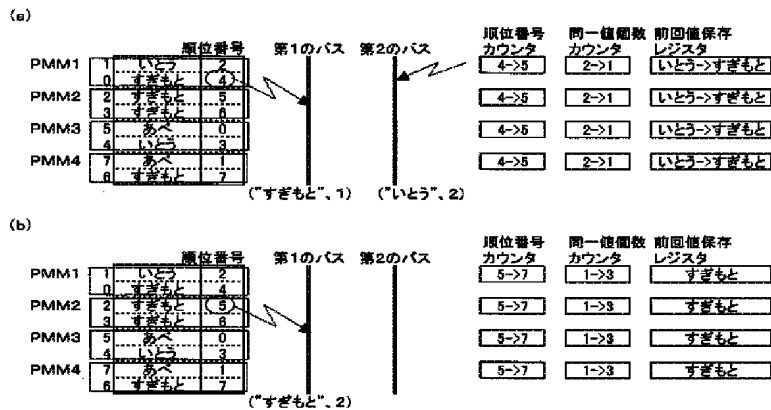 (a)
順位番号 第1のバス 第2のバス 順位番号カウンタ 同一値個数カウンタ 前回値保存レジスタ
PMM1 1 いとう 2 4->5 2->1 いとう->すぎもと
0 すぎもと 4
PMM2 2 すぎもと 5 4->5 2->1 いとう->すぎもと
3 すぎもと 6
PMM3 5 あべ 0 4->5 2->1 いとう->すぎもと
4 いとう 3
PMM4 7 あべ 1 4->5 2->1 いとう->すぎもと
6 すぎもと 7
("すぎもと"、1) ("いとう"、2)
(b)
順位番号 第1のバス 第2のバス 順位番号カウンタ 同一値個数カウンタ 前回値保存レジスタ
PMM1 1 いとう 2 5->7 1->3 すぎもと
0 すぎもと 4
PMM2 2 すぎもと 5 5->7 1->3 すぎもと
3 すぎもと 6
PMM3 5 あべ 0 5->7 1->3 すぎもと
4 いとう 3
PMM4 7 あべ 1 5->7 1->3 すぎもと
6 すぎもと 7
("すぎもと"、2)